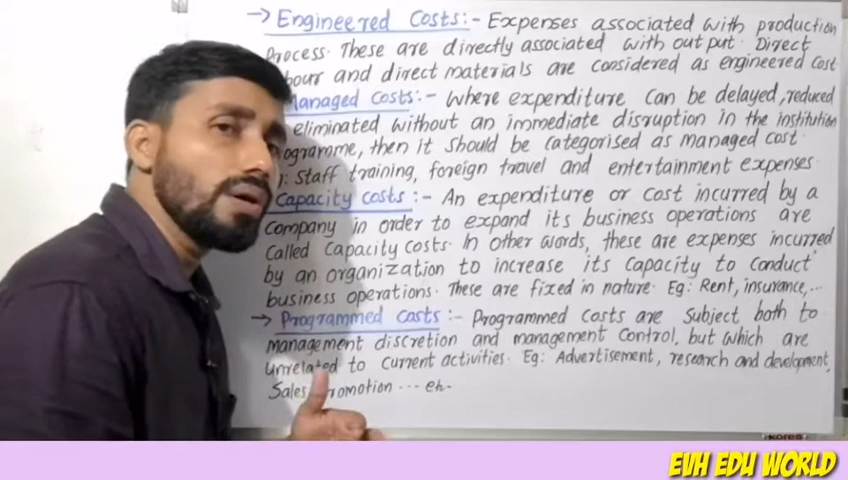 → Engineered Costs:- Expenses associated with production
Process. These are directly associated with output. Direct
bour and direct materials are considered as engineered Cost
Managed Costs:- Where expenditure can be delayed, reduced
eliminated without an immediate disruption in the institution
ogramme, then it should be Categorised as managed cost.
): Staff training, foreign travel and entertainment expenses
Capacity Costs:- An expenditure or cost incurred by a
Company in order to expand its business operations are
Called Capacity costs. In other words, these are expenses incurred
by an organization to increase its Capacity to Conduct
business operations. These are fixed in nature. Eg: Rent, insurance,...
→ Programmed Costs:- Programmed Costs are Subject both to
management discretion and management Control, but which are
Unrelated to Current activities. Eg: Advertisement, research and development,
Sales Promotion ...
EVH EDU WORLD